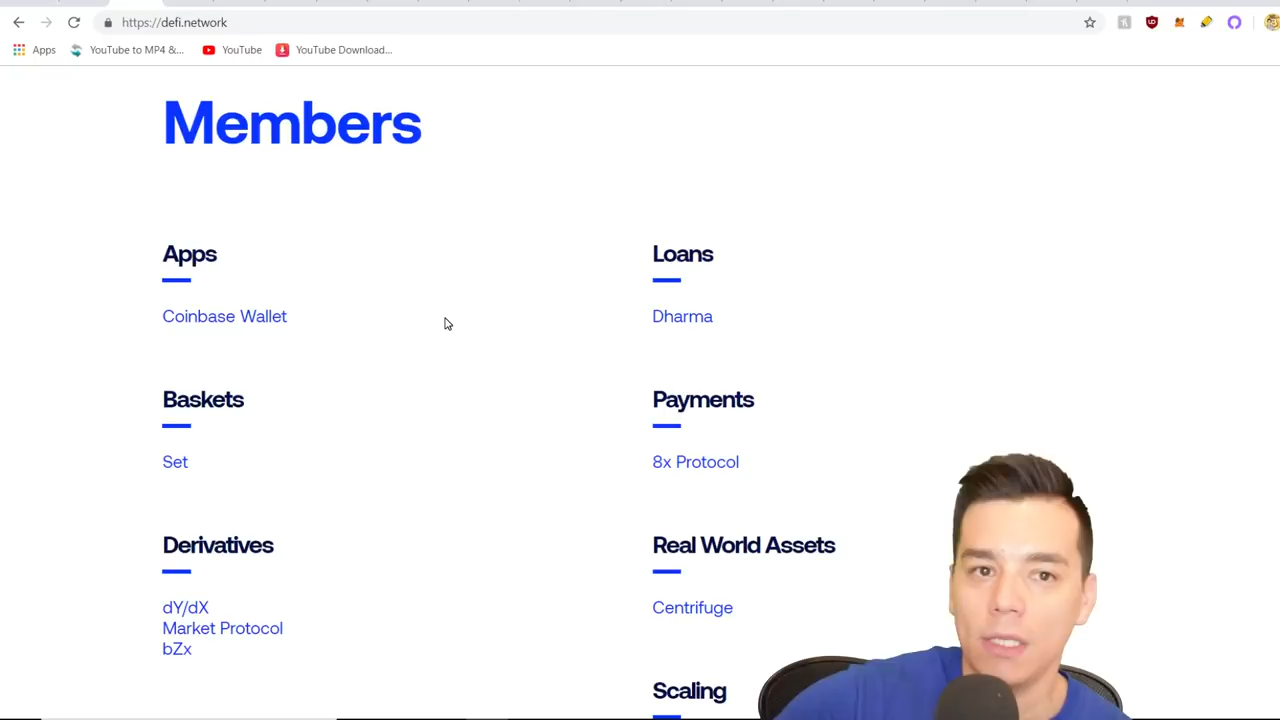 https://defi.network
Apps
YouTube to MP4 &...
YouTube
YouTube Download...
Members
Apps
Coinbase Wallet
Loans
Dharma
Baskets
Set
Payments
8x Protocol
Derivatives
dY/dX
Market Protocol
bZx
Real World Assets
Centrifuge
Scaling